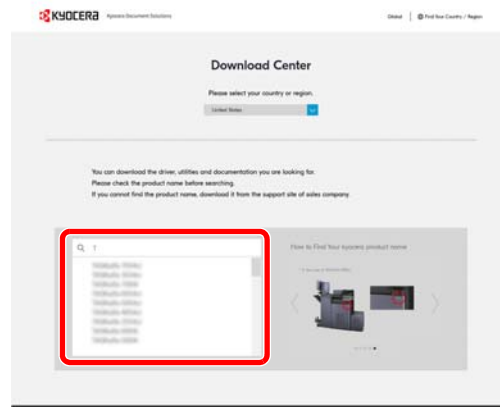 KYOCERA Kyocera Document Solutions
Global Find Your Country / Region
Download Center
Please select your country or region.
United States
You can download the driver, utilities and documentation you are looking for.
Please check the product name before searching.
If you cannot find the product name, download it from the support site of sales company.
How to Find Your kyocera product name